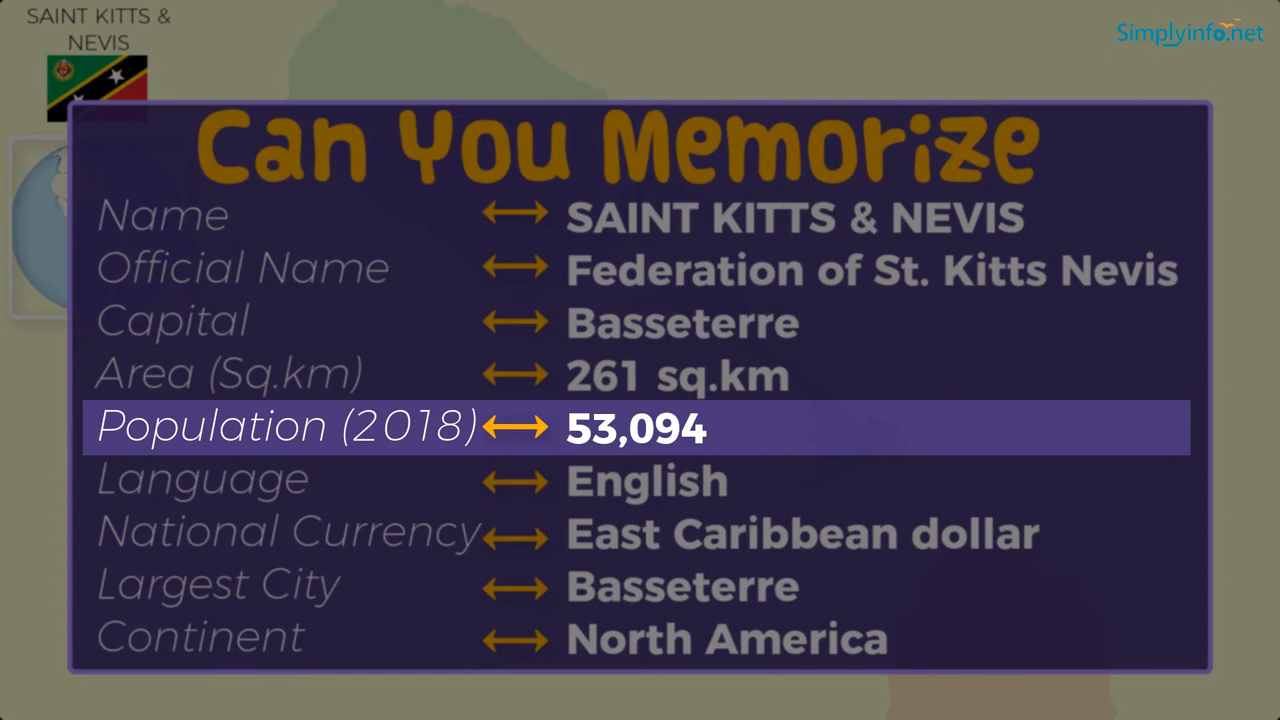 SAINT KITTS &
NEVIS
Simplyinfo.net
Can You Memorize
Name ↔ SAINT KITTS & NEVIS
Official Name ↔ Federation of St. Kitts Nevis
Capital ↔ Basseterre
Area (Sq.km) ↔ 261 sq.km
Population (2018) ↔ 53,094
Language ↔ English
National Currency ↔ East Caribbean dollar
Largest City ↔ Basseterre
Continent ↔ North America